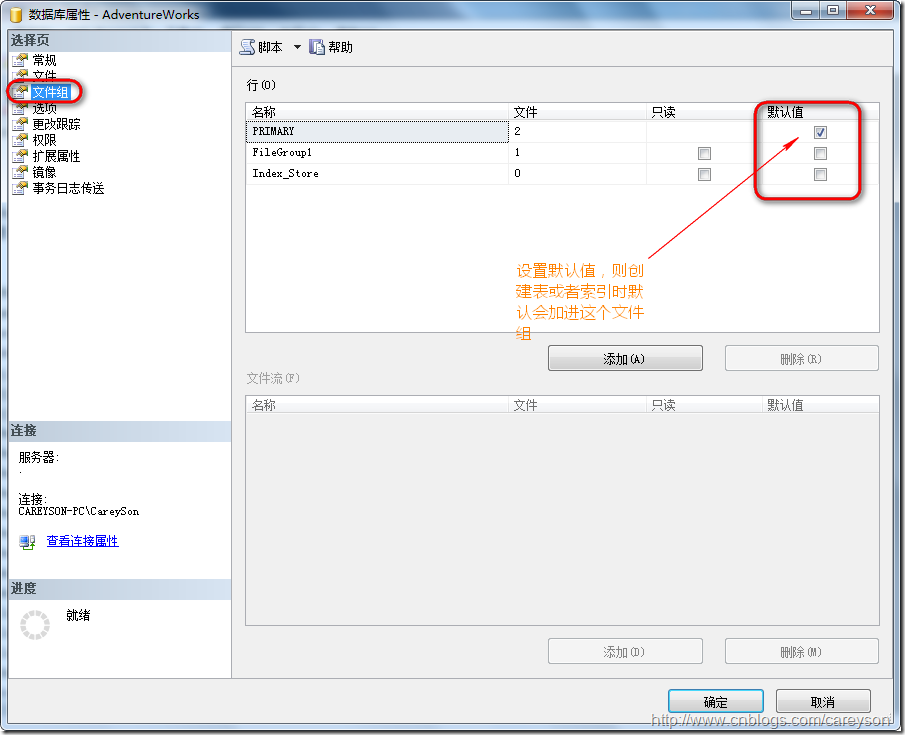 数据库属性 - AdventureWorks
选择页
常规
文件
文件组
选项
更改跟踪
权限
扩展属性
镜像
事务日志传送
脚本 帮助
行(O)
名称 文件 只读 默认值
PRIMARY 2
FileGroup1 1
Index_Store 0
设置默认值，则创
建表或者索引时默
认会加进这个文件
组
添加(A) 删除(R)
文件流(F)
名称 文件 只读 默认值
连接
服务器:
.
连接:
CAREYSON-PC\CareySon
查看连接属性
进度
就绪
添加(D) 删除(M)
确定 取消
http://www.cnblogs.com/careyson